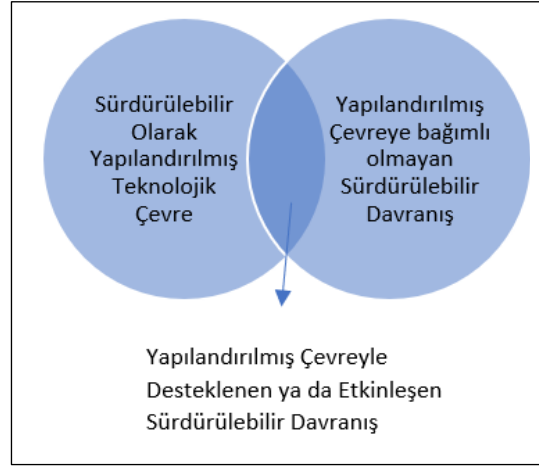 Sürdürülebilir
Olarak
Yapılandırılmış
Teknolojik
Çevre
Yapılandırılmış
Çevreye bağımlı
olmayan
Sürdürülebilir
Davranış
Yapılandırılmış Çevreyle
Desteklenen ya da Etkinleşen
Sürdürülebilir Davranış